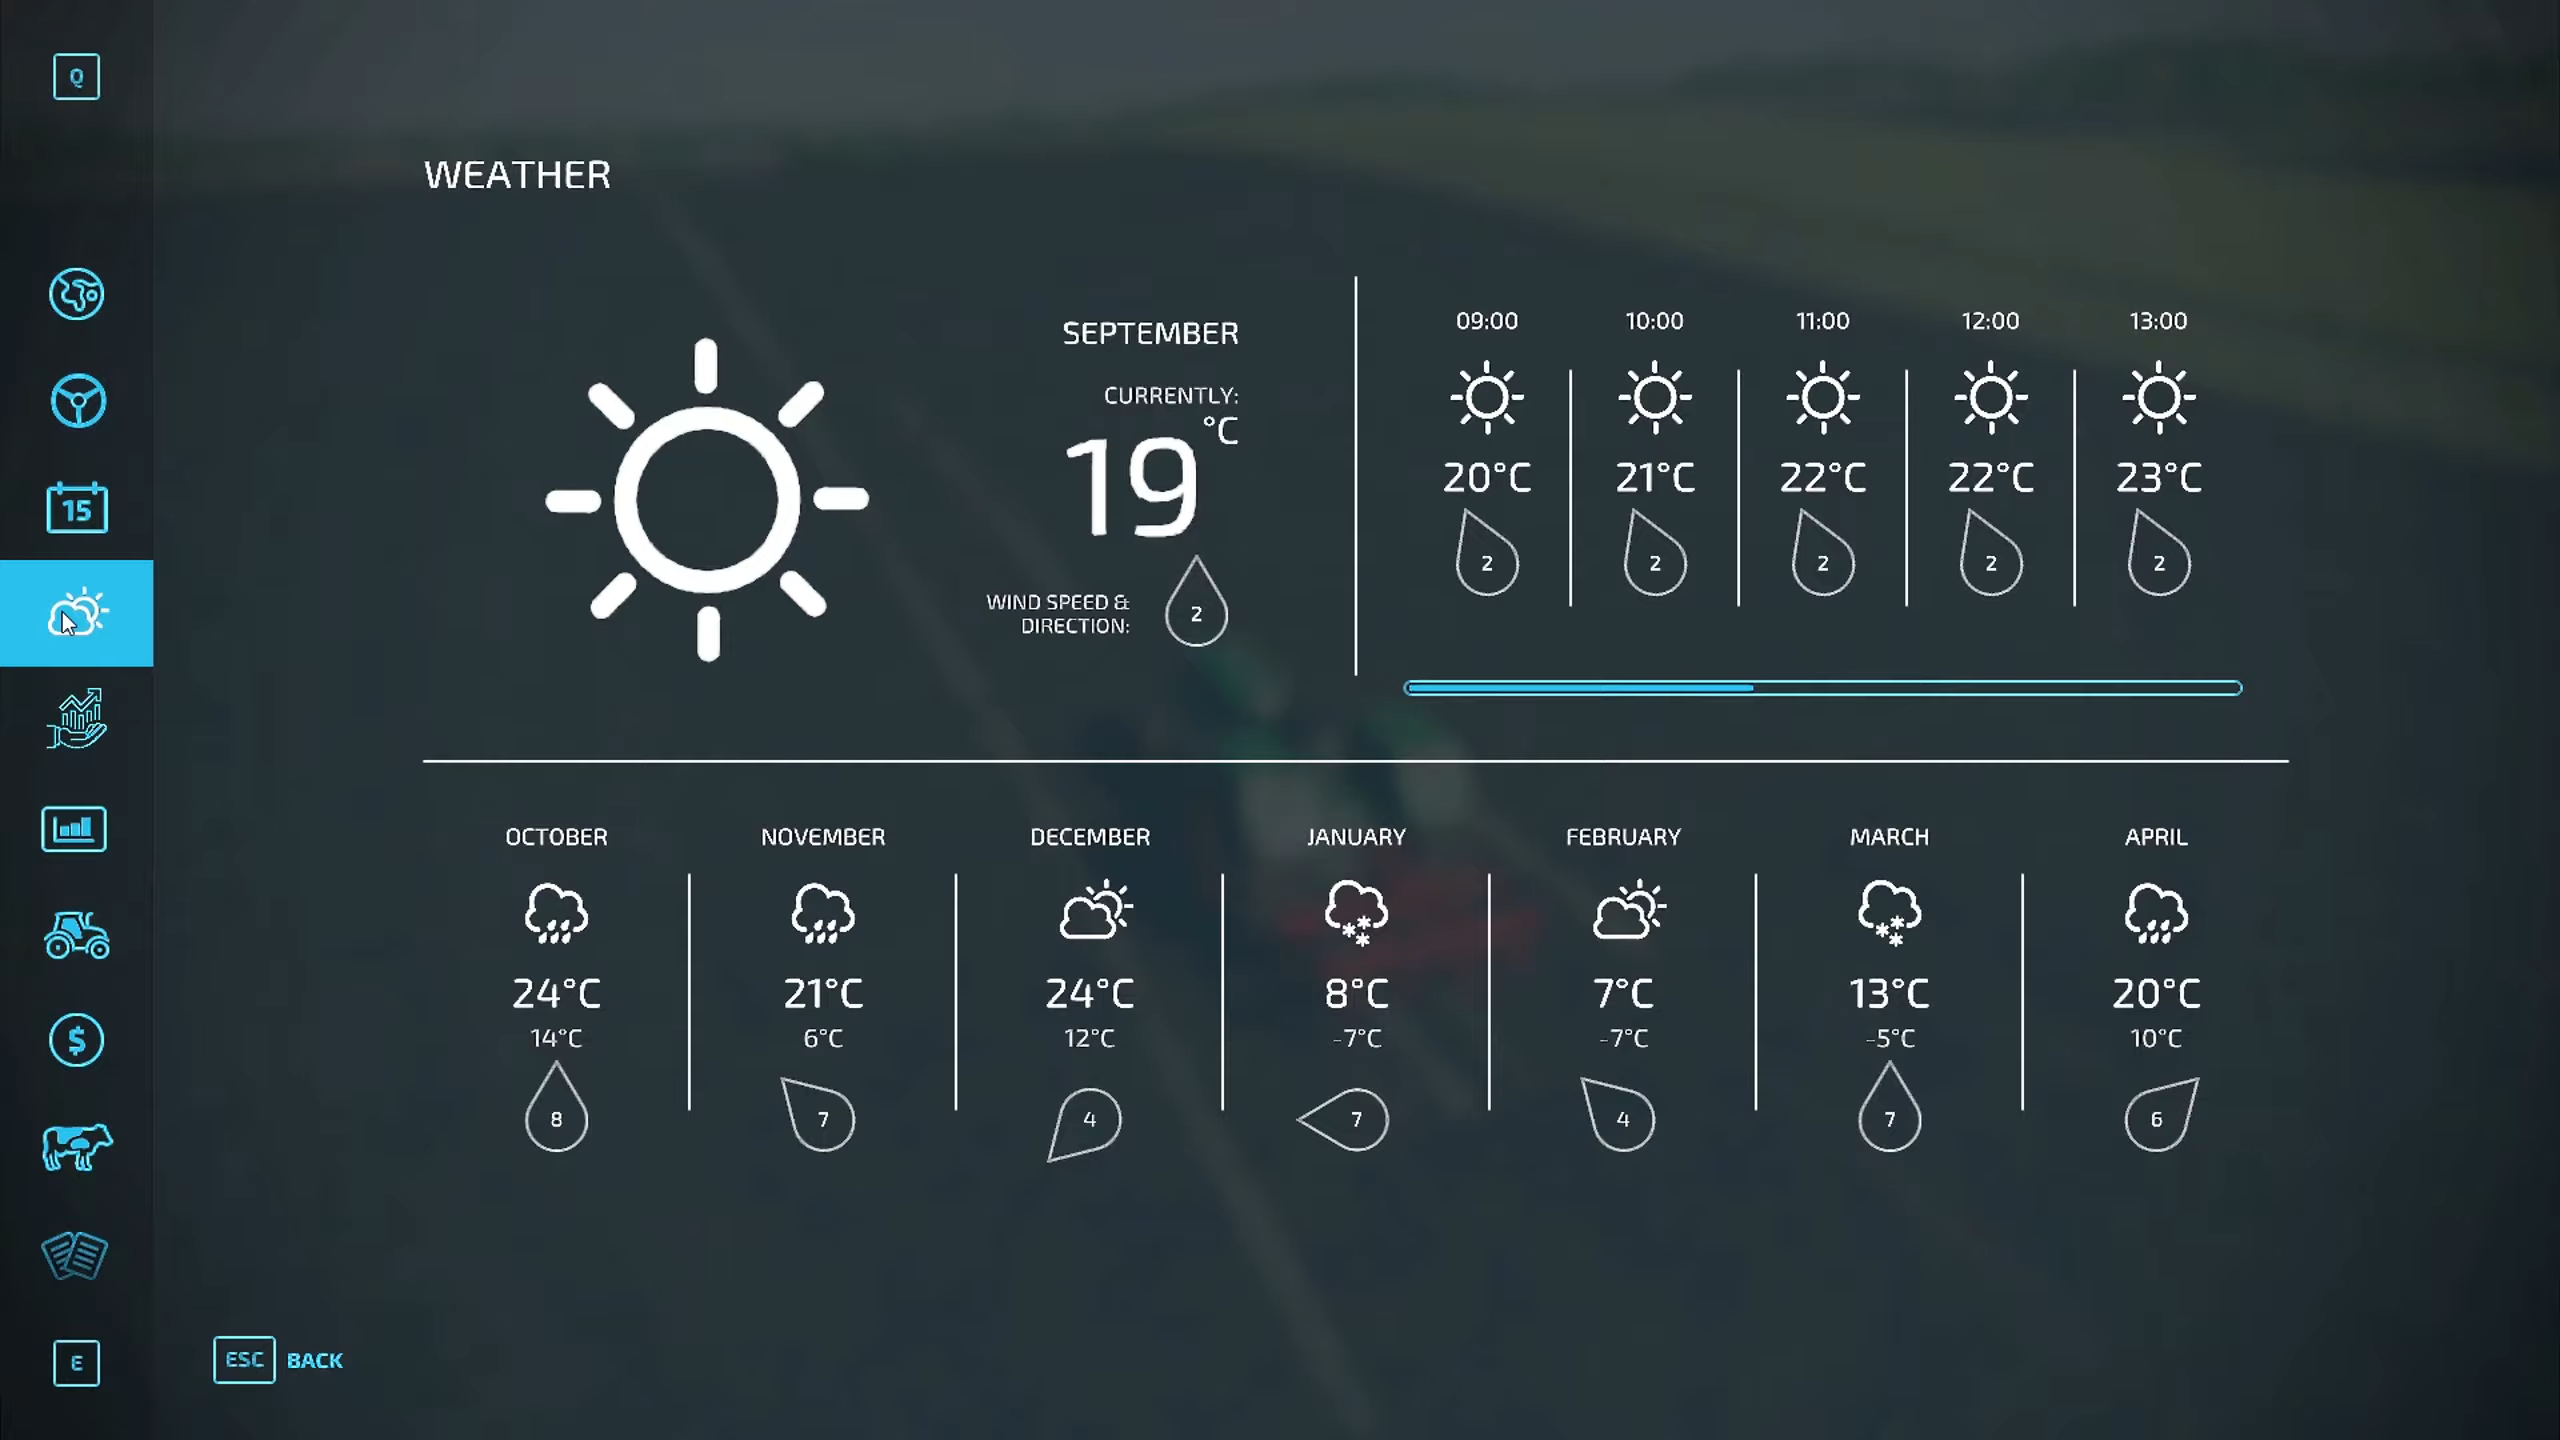 Q
15
$
E
ESC BACK
WEATHER
SEPTEMBER
CURRENTLY:
19 °C
WIND SPEED &
DIRECTION:
2
09:00 10:00 11:00 12:00 13:00
20°C 21°C 22°C 22°C 23°C
2 2 2 2 2
OCTOBER NOVEMBER DECEMBER JANUARY FEBRUARY MARCH APRIL
24°C 21°C 24°C 8°C 7°C 13°C 20°C
14°C 6°C 12°C -7°C -7°C -5°C 10°C
8 7 4 7 4 7 6